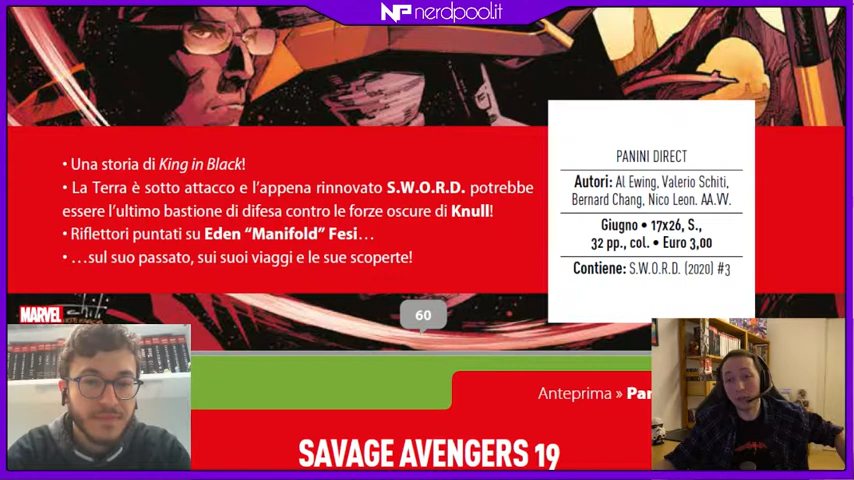 NP nerdpool.it
• Una storia di King in Black!
• La Terra è sotto attacco e l'appena rinnovato S.W.O.R.D. potrebbe
essere l'ultimo bastione di difesa contro le forze oscure di Knull!
• Riflettori puntati su Eden "Manifold" Fesi...
• ...sul suo passato, sui suoi viaggi e le sue scoperte!
PANINI DIRECT
Autori: Al Ewing, Valerio Schiti,
Bernard Chang, Nico Leon. AA.VV.
Giugno • 17x26, S.,
32 pp., col. • Euro 3,00
Contiene: S.W.O.R.D. (2020) #3
MARVEL
60
Anteprima » Pan
SAVAGE AVENGERS 19